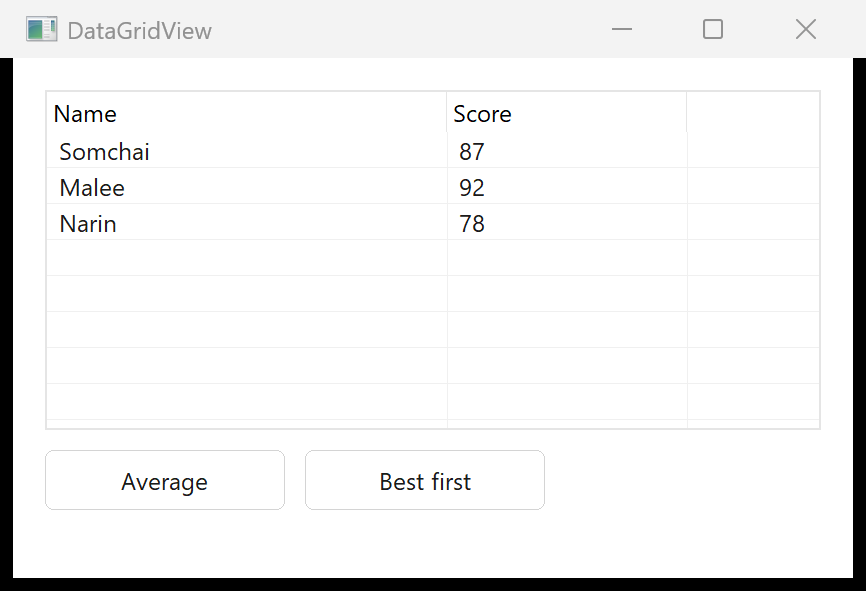 DataGridView
Name Score
Somchai 87
Malee 92
Narin 78
Average Best first